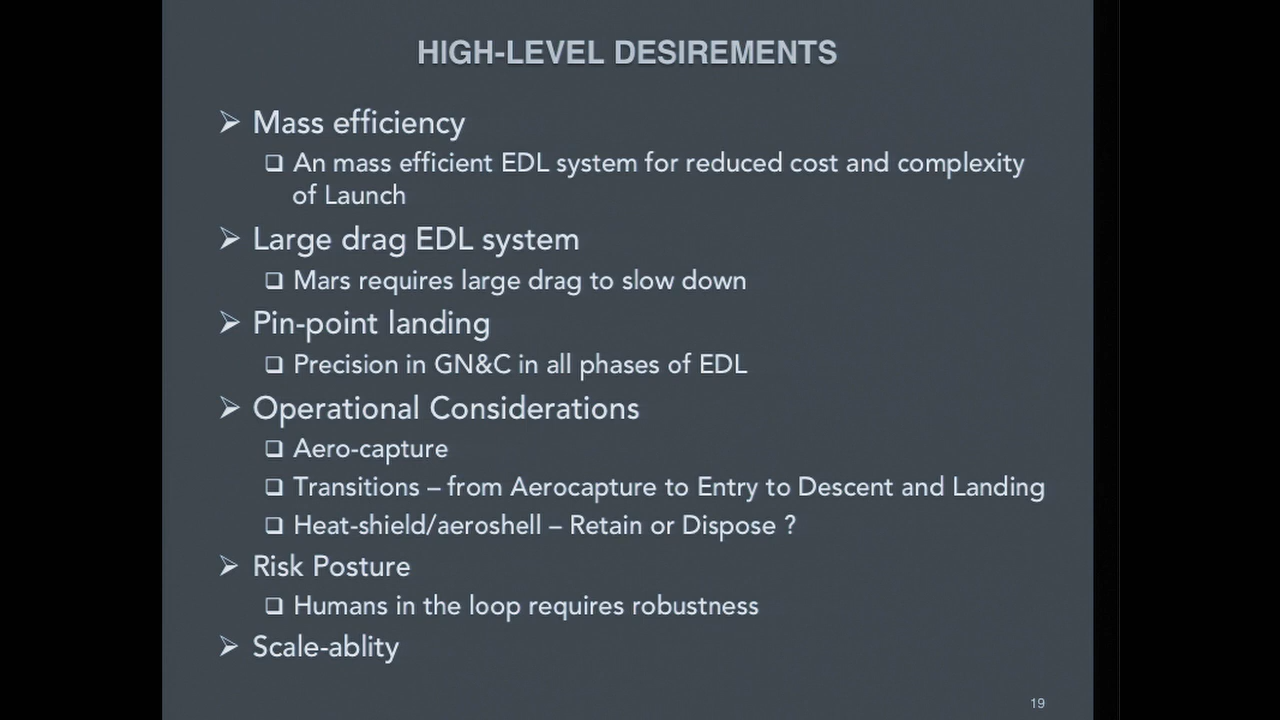 HIGH-LEVEL DESIREMENTS
➢ Mass efficiency
❑ An mass efficient EDL system for reduced cost and complexity
of Launch
➢ Large drag EDL system
❑ Mars requires large drag to slow down
➢ Pin-point landing
❑ Precision in GN&C in all phases of EDL
➢ Operational Considerations
❑ Aero-capture
❑ Transitions – from Aerocapture to Entry to Descent and Landing
❑ Heat-shield/aeroshell – Retain or Dispose ?
➢ Risk Posture
❑ Humans in the loop requires robustness
➢ Scale-ablity
19